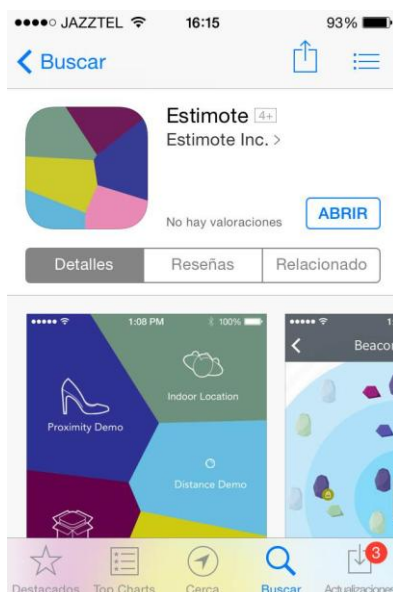 JAZZTEL 16:15 93%
Buscar
Estimote 4+
Estimote Inc. >
No hay valoraciones ABRIR
Detalles Reseñas Relacionado
1:08 PM 100%
Beacon
Proximity Demo
Indoor Location
Distance Demo
3
Destacados Top Charts Cerca Buscar Actualizaciones